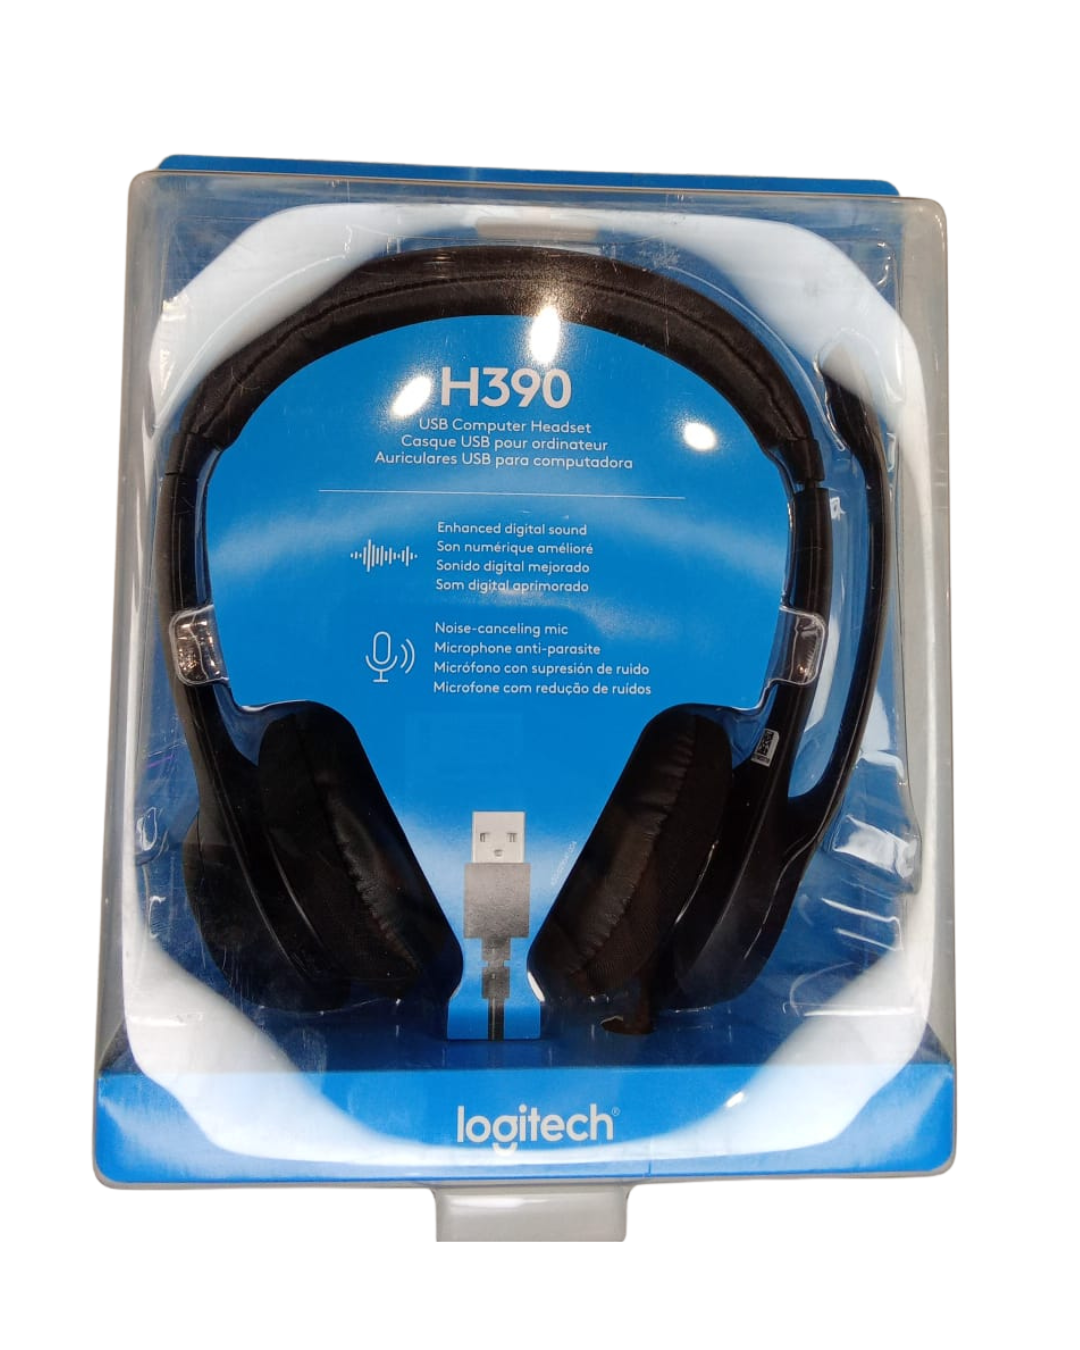 H390
USB Computer Headset
Casque USB pour ordinateur
Auriculares USB para computadora
Enhanced digital sound
Son numérique amélioré
Sonido digital mejorado
Som digital aprimorado
Noise-canceling mic
Microphone anti-parasite
Micrófono con supresión de ruido
Microfone com redução de ruídos
logitech®